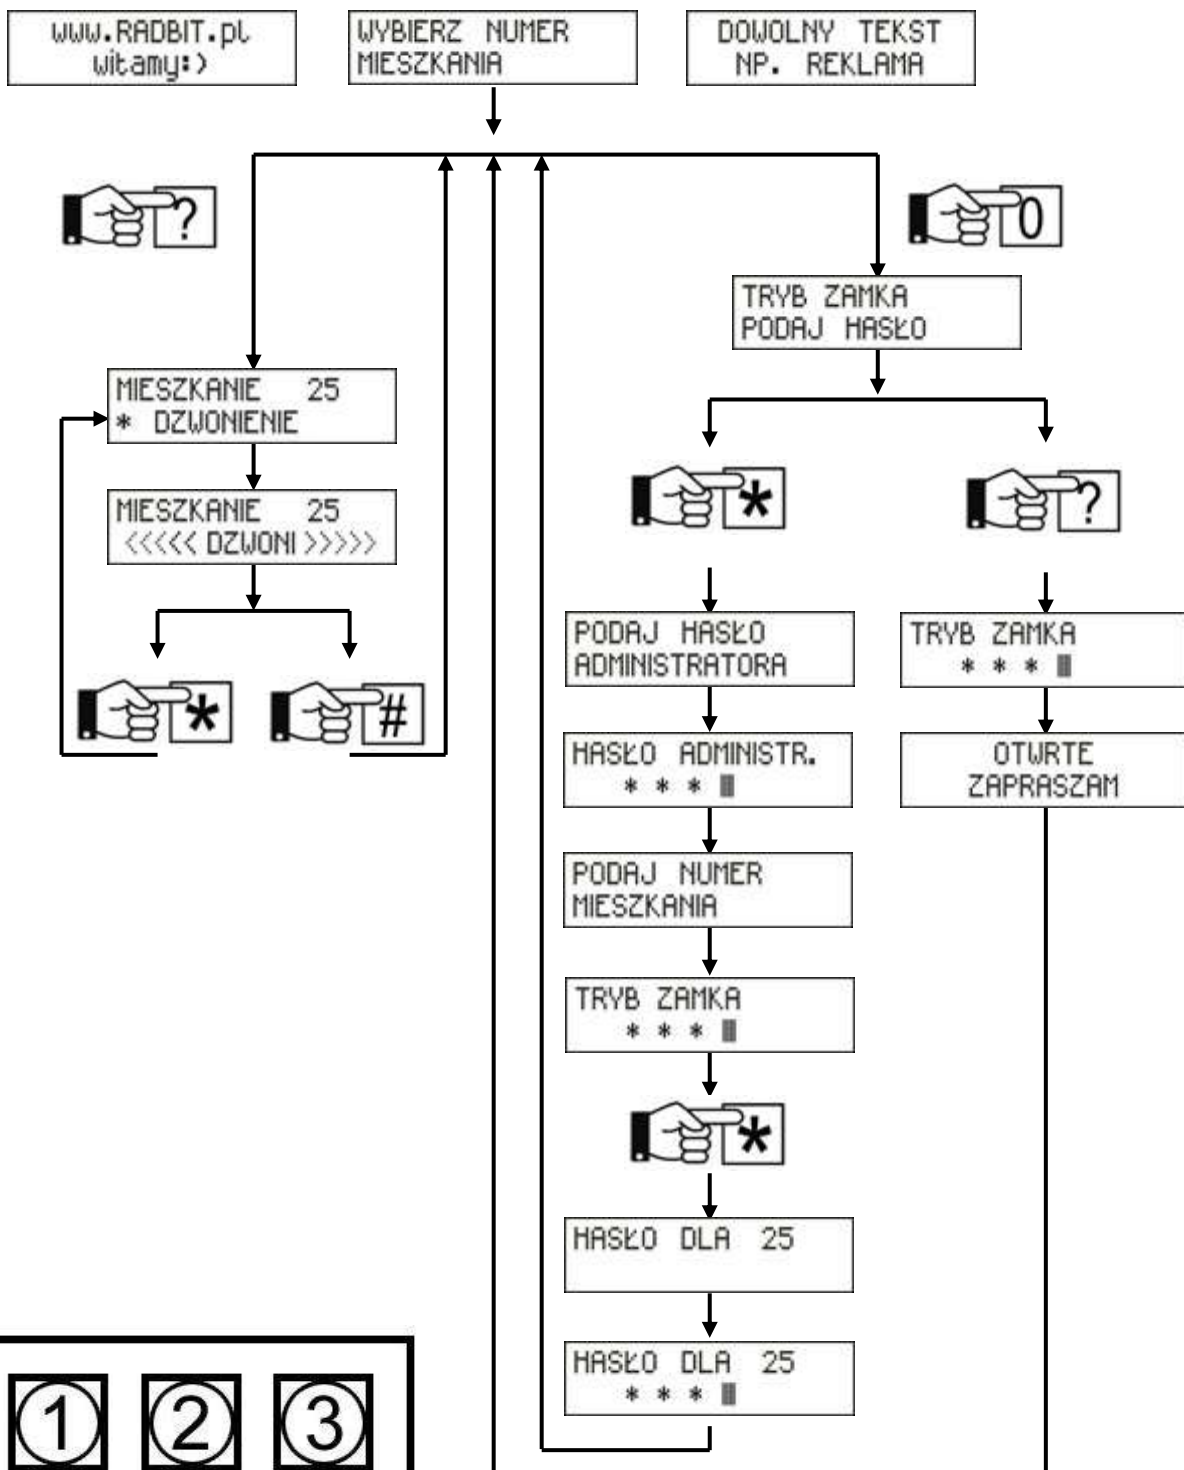 www.RADBIT.pl
witamy:)
WYBIERZ NUMER
MIESZKANIA
DOWOLNY TEKST
NP. REKLAMA
?
0
TRYB ZAMKA
PODAJ HASŁO
MIESZKANIE 25
* DZWONIENIE
MIESZKANIE 25
<<<<< DZWONI >>>>>
*
#
*
?
PODAJ HASŁO
ADMINISTRATORA
HASŁO ADMINISTR.
* * *
PODAJ NUMER
MIESZKANIA
TRYB ZAMKA
* * *
*
HASŁO DLA 25
HASŁO DLA 25
* * *
TRYB ZAMKA
* * *
OTWRTE
ZAPRASZAM
1 2 3